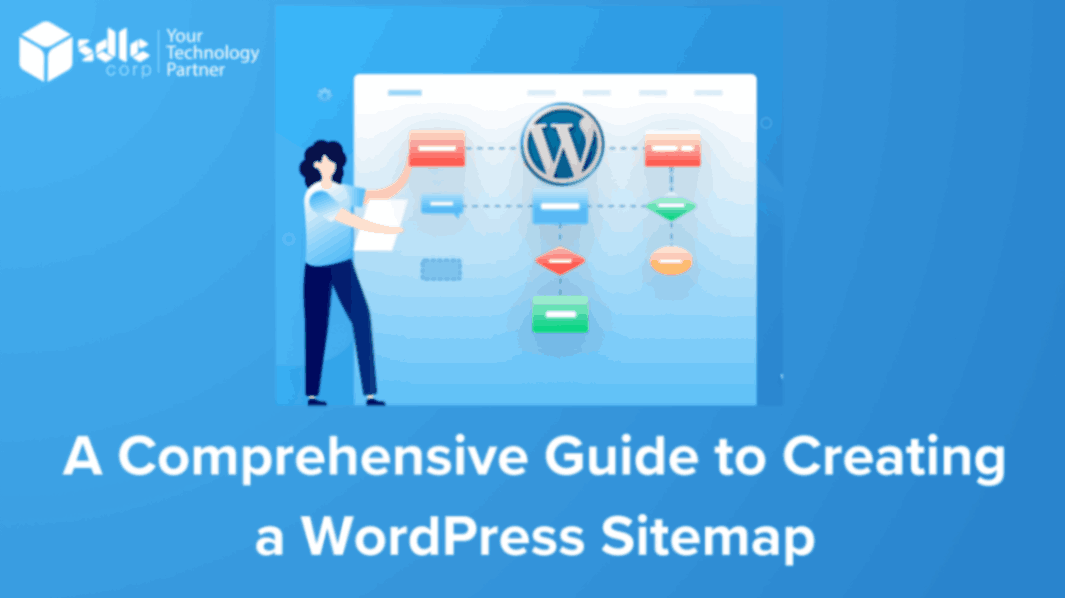 sdlc
corp
Your
Technology
Partner
W
A Comprehensive Guide to Creating
a WordPress Sitemap